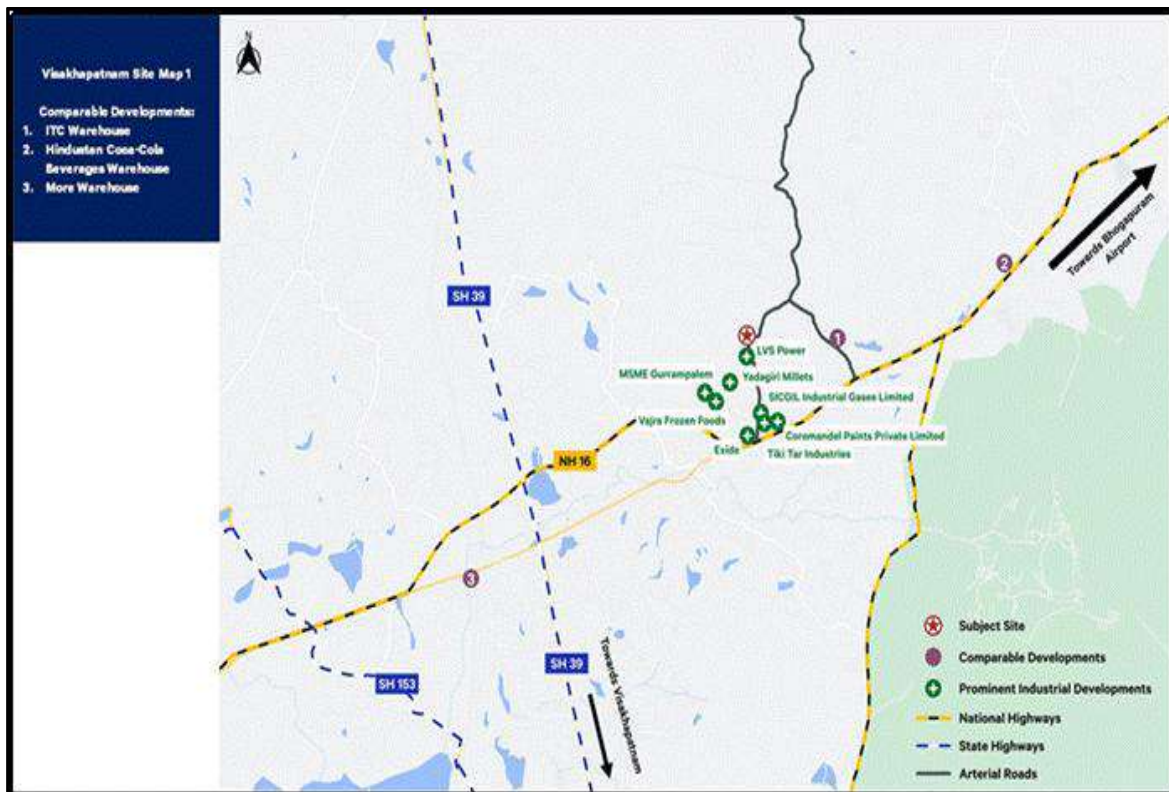 Visakhapatnam Site Map 1
Comparable Developments:
1. ITC Warehouse
2. Hindustan Coca-Cola
Beverages Warehouse
3. More Warehouse
N
SH 39
2
Towards Bhogapuram
Airport
1
LVS Power
MSME Gurrampalem
Yadagiri Millets
SICGIL Industrial Gases Limited
Vajra Frozen Foods
Coromandel Paints Private Limited
Exide
Tiki Tar Industries
NH 16
3
SH 39
SH 153
Towards Visakhapatnam
Subject Site
Comparable Developments
Prominent Industrial Developments
National Highways
State Highways
Arterial Roads